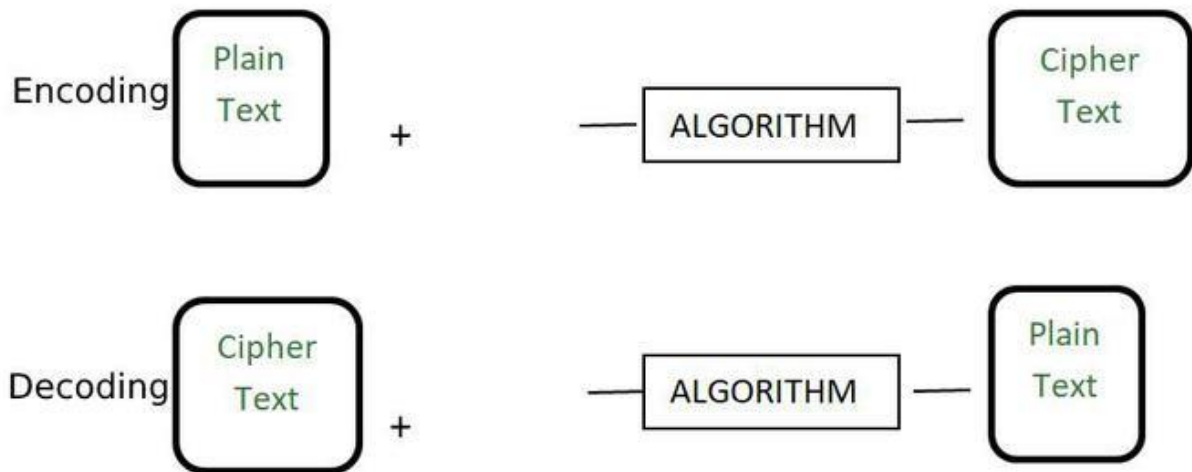 Encoding
Plain
Text
+
ALGORITHM
Cipher
Text
Decoding
Cipher
Text
+
ALGORITHM
Plain
Text